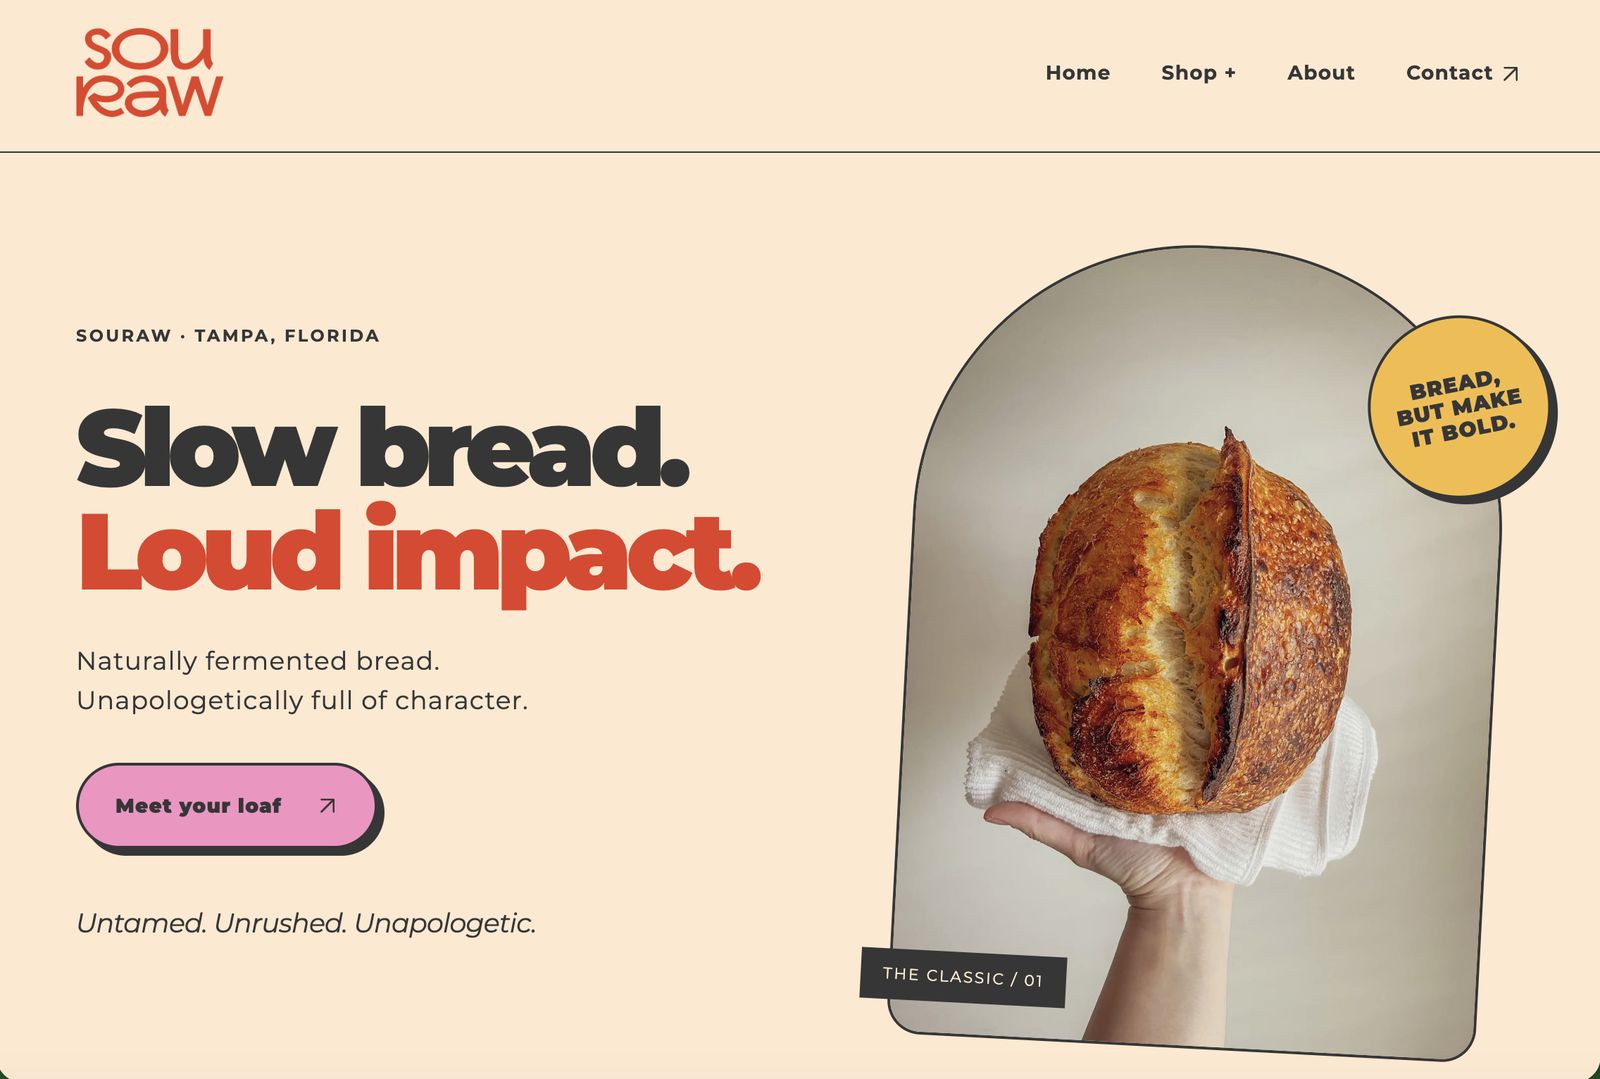 sou
raw
Home
Shop +
About
Contact
SOURAW · TAMPA, FLORIDA
Slow bread.
Loud impact.
Naturally fermented bread.
Unapologetically full of character.
Meet your loaf
Untamed. Unrushed. Unapologetic.
BREAD,
BUT MAKE
IT BOLD.
THE CLASSIC / 01